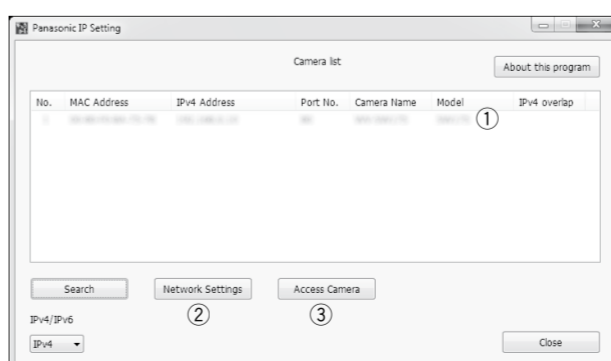 Panasonic IP Setting
Camera list
About this program
No. MAC Address IPv4 Address Port No. Camera Name Model IPv4 overlap
①
Search Network Settings Access Camera
② ③
IPv4/IPv6
IPv4
Close